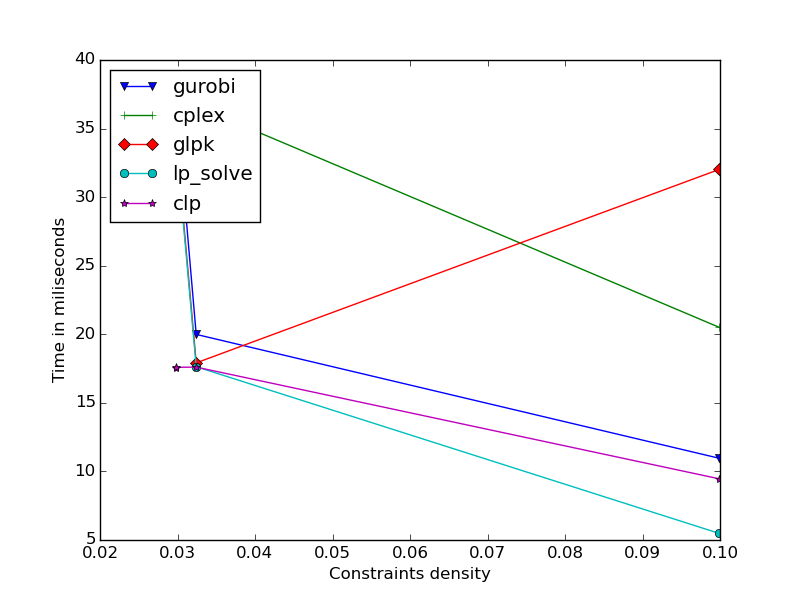 40
35
30
25
20
15
10
5
0.02 0.03 0.04 0.05 0.06 0.07 0.08 0.09 0.10
Time in miliseconds
Constraints density
gurobi
cplex
glpk
lp_solve
clp